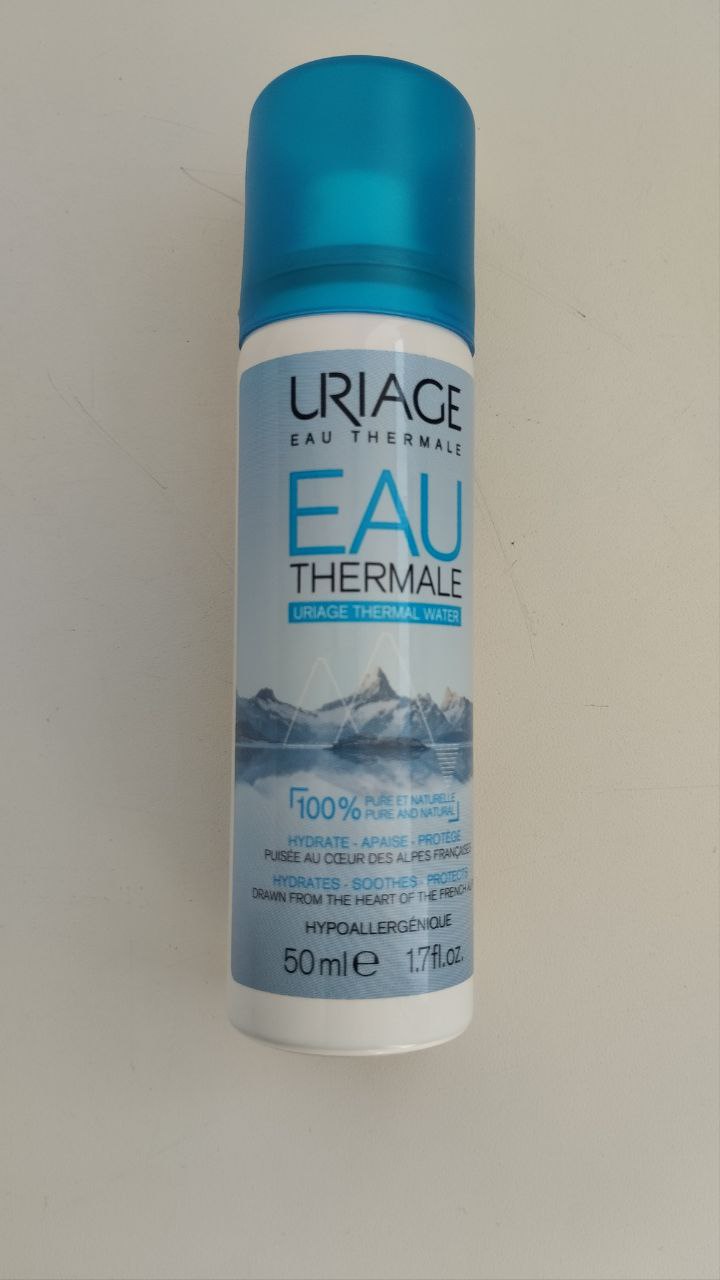 URIAGE
EAU THERMALE
EAU
THERMALE
URIAGE THERMAL WATER
100% PURE ET NATURELLE
PURE AND NATURAL
HYDRATE - APAISE - PROTÈGE
PUISÉE AU CŒUR DES ALPES FRANÇAISES
HYDRATES - SOOTHES - PROTECTS
DRAWN FROM THE HEART OF THE FRENCH
HYPOALLERGÉNIQUE
50 ml e 1.7fl.oz.